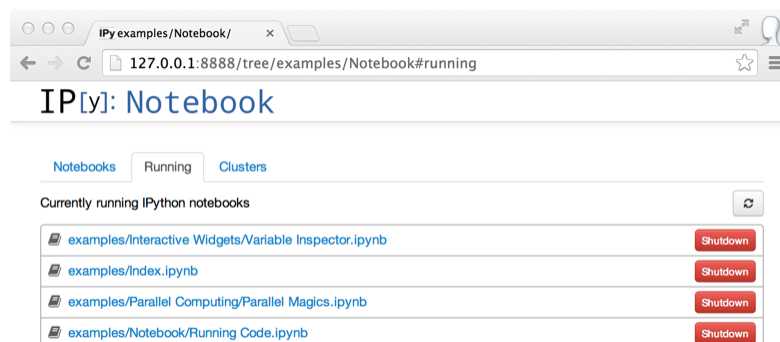 IPy examples/Notebook/
127.0.0.1:8888/tree/examples/Notebook#running
IP[y]: Notebook
Notebooks Running Clusters
Currently running IPython notebooks
examples/Interactive Widgets/Variable Inspector.ipynb Shutdown
examples/Index.ipynb Shutdown
examples/Parallel Computing/Parallel Magics.ipynb Shutdown
examples/Notebook/Running Code.ipynb Shutdown